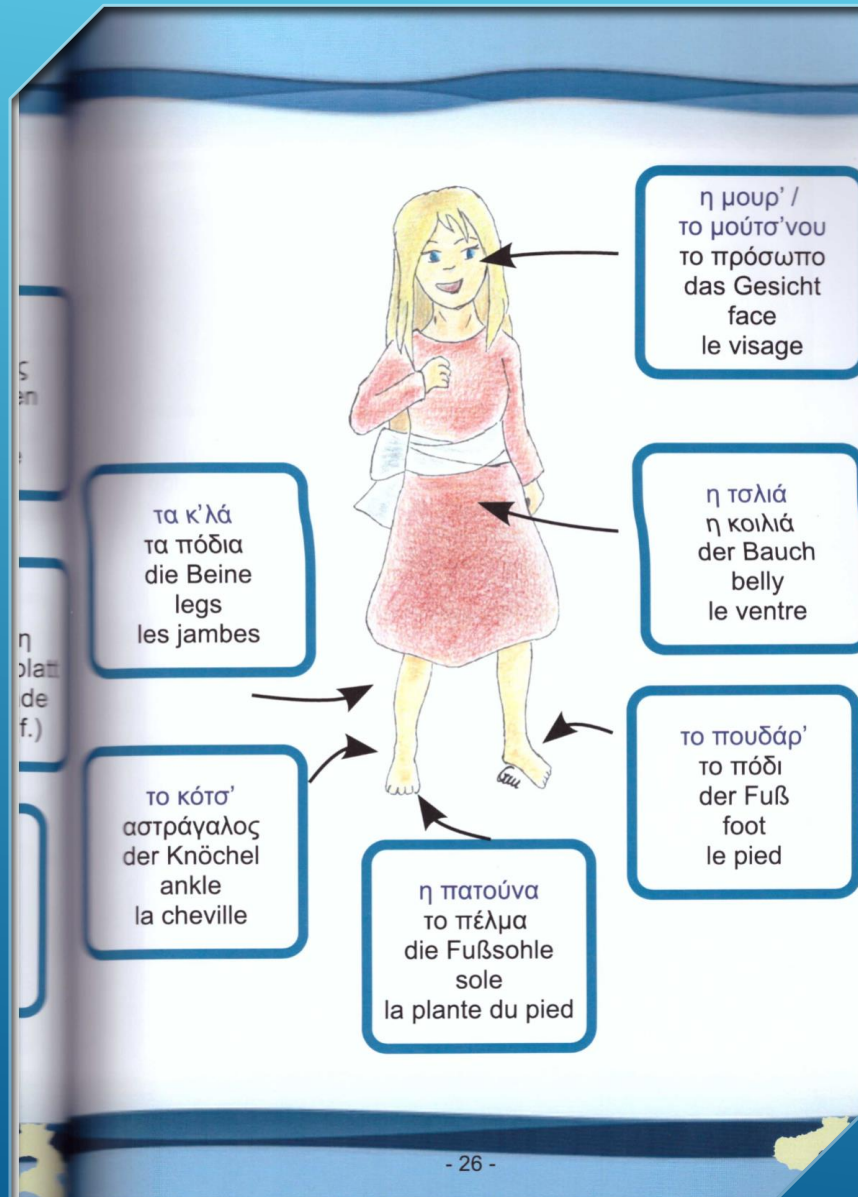 η μουρ' /
το μούτσ'νου
το πρόσωπο
das Gesicht
face
le visage
τα κ'λά
τα πόδια
die Beine
legs
les jambes
η τσλιά
η κοιλιά
der Bauch
belly
le ventre
το κότσ'
αστράγαλος
der Knöchel
ankle
la cheville
το πουδάρ'
το πόδι
der Fuß
foot
le pied
η πατούνα
το πέλμα
die Fußsohle
sole
la plante du pied
- 26 -